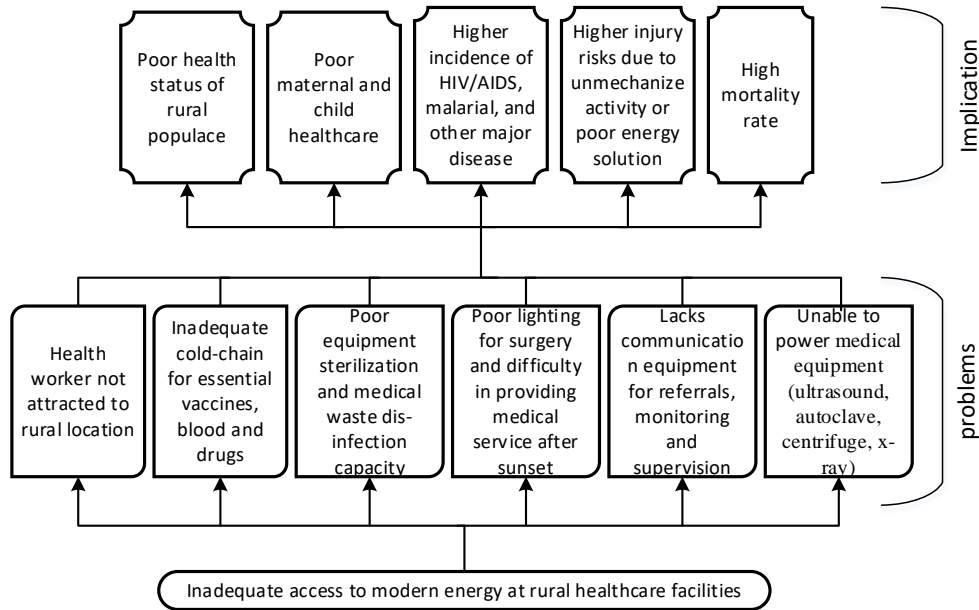 Poor health
status of
rural
populace
Poor
maternal and
child
healthcare
Higher
incidence of
HIV/AIDS,
malarial, and
other major
disease
Higher injury
risks due to
unmechanize
activity or
poor energy
solution
High
mortality
rate
Implication
Health
worker not
attracted to
rural location
Inadequate
cold-chain
for essential
vaccines,
blood and
drugs
Poor
equipment
sterilization
and medical
waste dis-
infection
capacity
Poor lighting
for surgery
and difficulty
in providing
medical
service after
sunset
Lacks
communicatio
n equipment
for referrals,
monitoring
and
supervision
Unable to
power medical
equipment
(ultrasound,
autoclave,
centrifuge, x-
ray)
problems
Inadequate access to modern energy at rural healthcare facilities